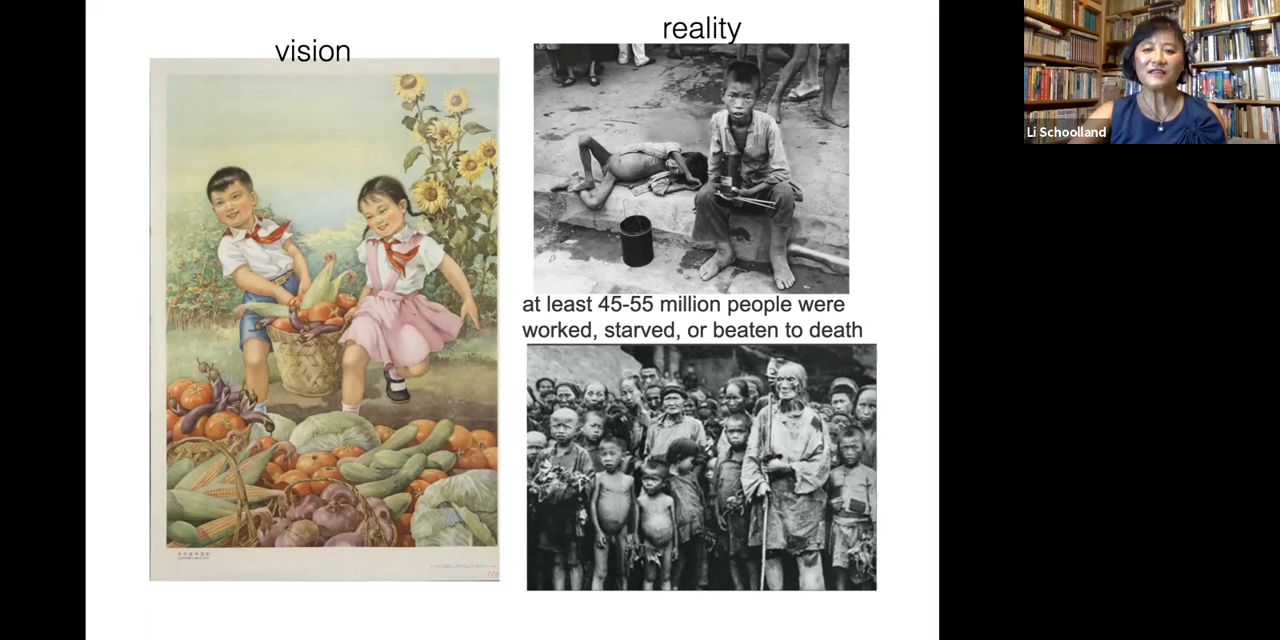 vision
reality
at least 45-55 million people were
worked, starved, or beaten to death
Li Schoolland